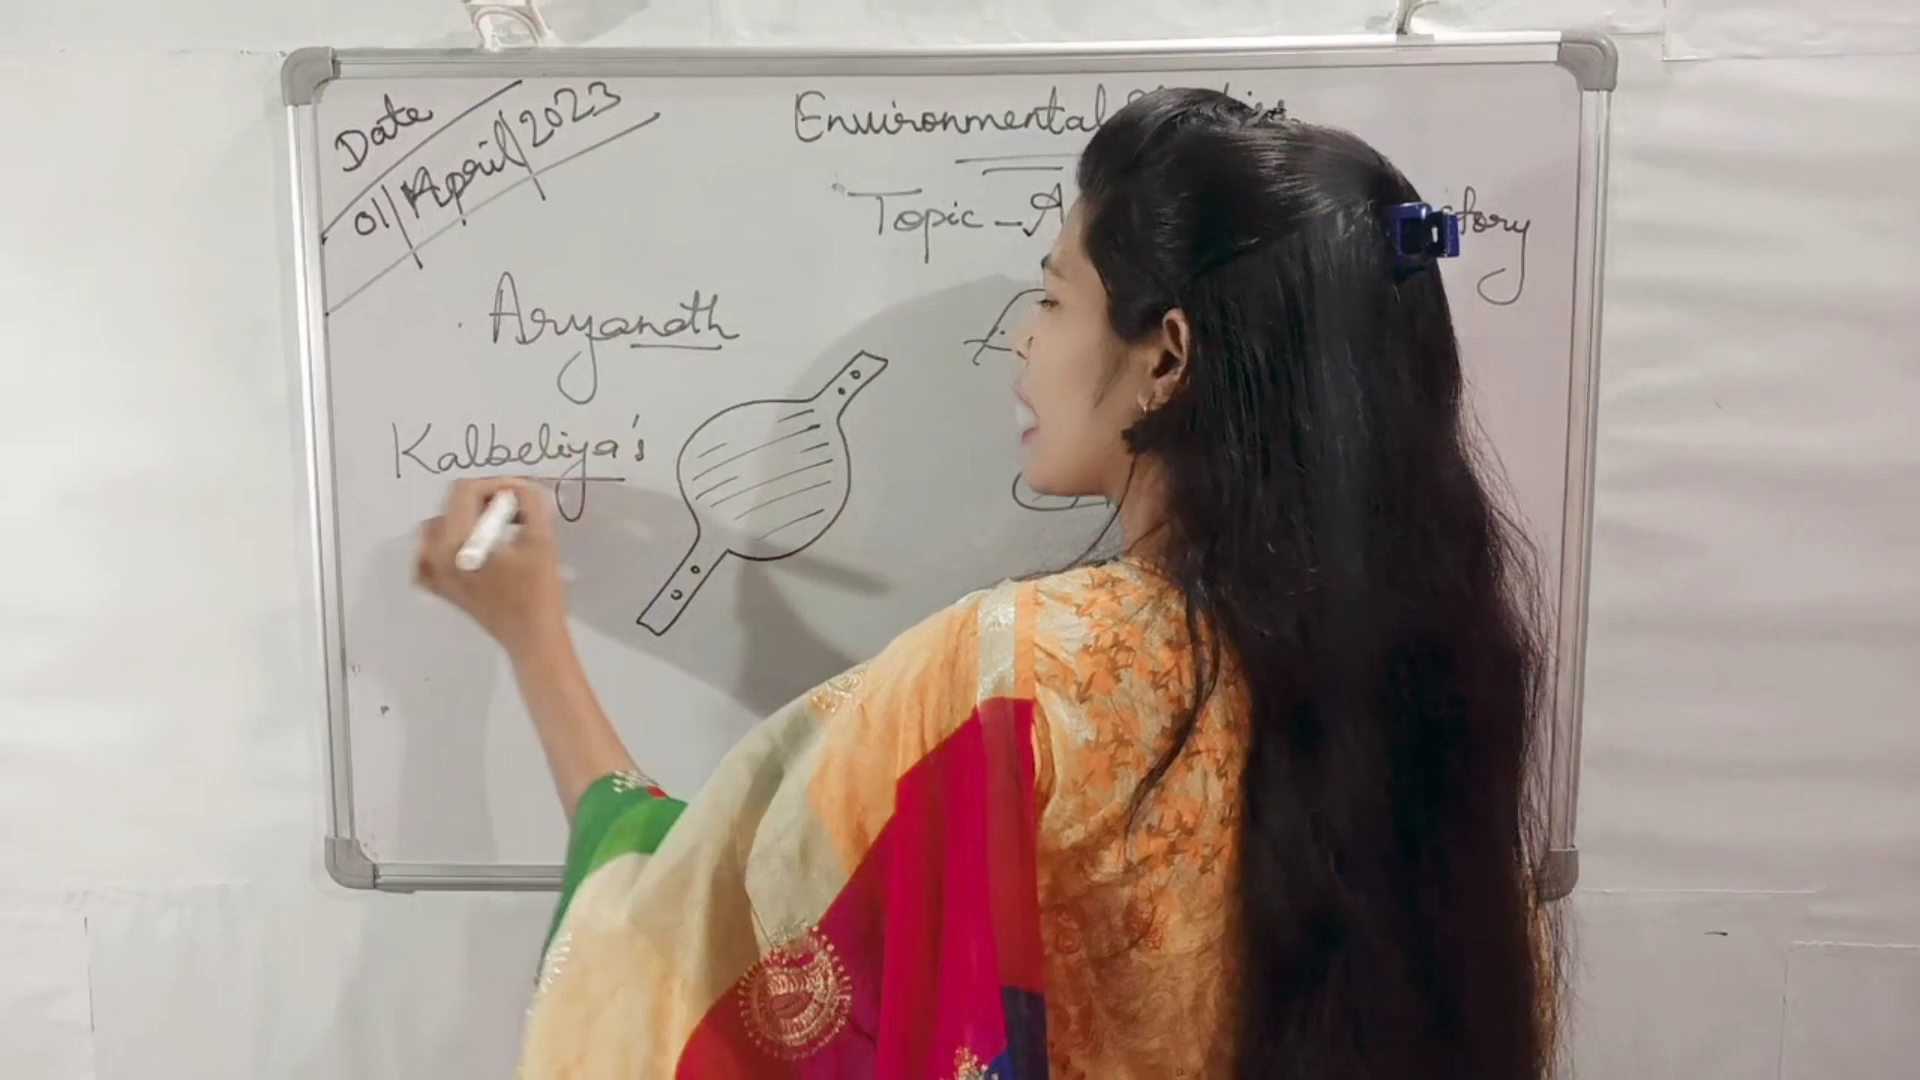 Date
01/April/2023
Environmental
Topic -
Aryanath
Kalbeliya's